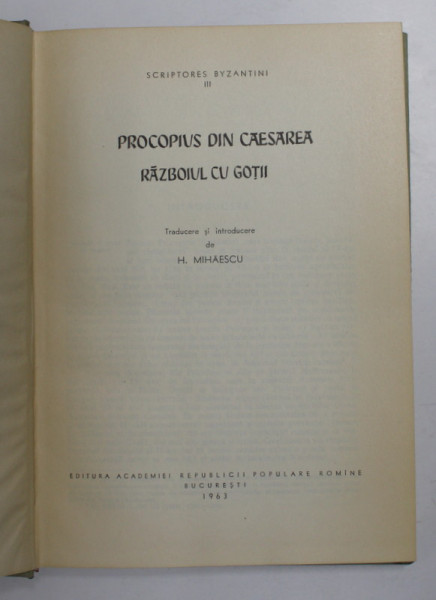 SCRIPTORES BYZANTINI
III
PROCOPIUS DIN CAESAREA
RĂZBOIUL CU GOȚII
Traducere și introducere
de
H. MIHĂESCU
EDITURA ACADEMIEI REPUBLICII POPULARE ROMÎNE
BUCUREȘTI
1963